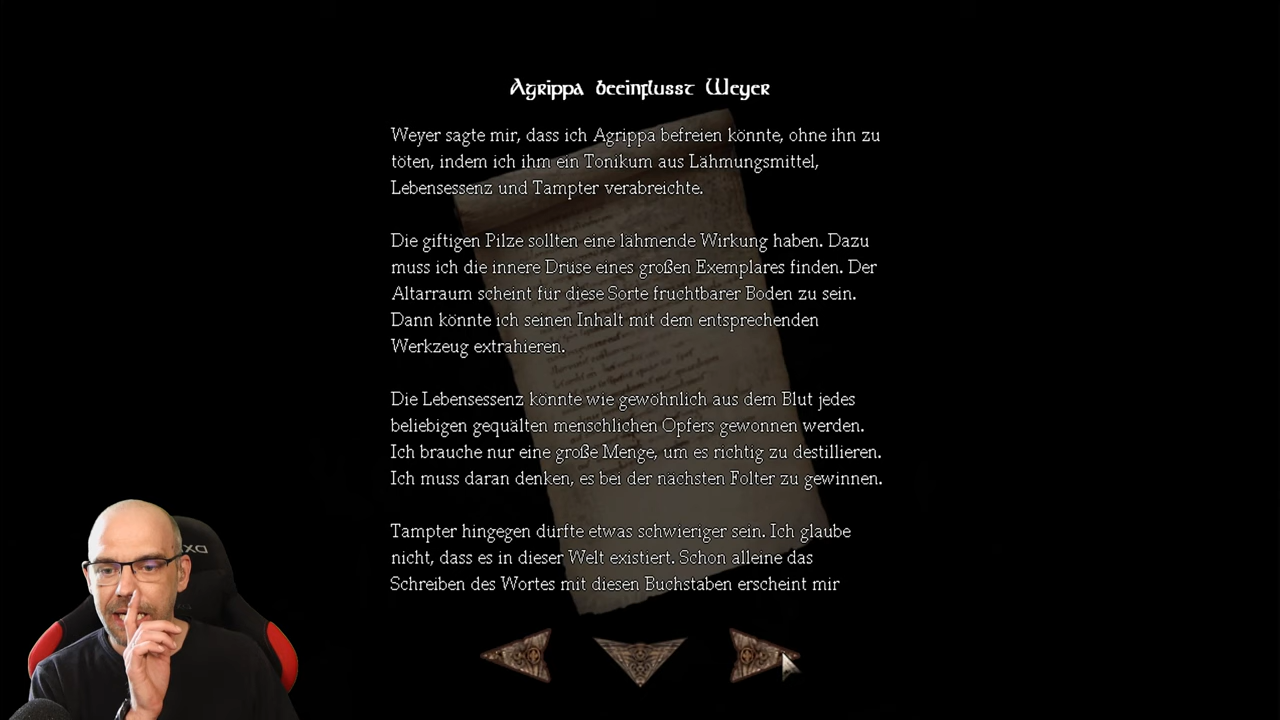 Agrippa beeinflusst Weyer
Weyer sagte mir, dass ich Agrippa befreien könnte, ohne ihn zu
töten, indem ich ihm ein Tonikum aus Lähmungsmittel,
Lebensessenz und Tampter verabreichte.
Die giftigen Pilze sollten eine lähmende Wirkung haben. Dazu
muss ich die innere Drüse eines großen Exemplares finden. Der
Altarraum scheint für diese Sorte fruchtbarer Boden zu sein.
Dann könnte ich seinen Inhalt mit dem entsprechenden
Werkzeug extrahieren.
Die Lebensessenz könnte wie gewöhnlich aus dem Blut jedes
beliebigen gequälten menschlichen Opfers gewonnen werden.
Ich brauche nur eine große Menge, um es richtig zu destillieren.
Ich muss daran denken, es bei der nächsten Folter zu gewinnen.
Tampter hingegen dürfte etwas schwieriger sein. Ich glaube
nicht, dass es in dieser Welt existiert. Schon alleine das
Schreiben des Wortes mit diesen Buchstaben erscheint mir